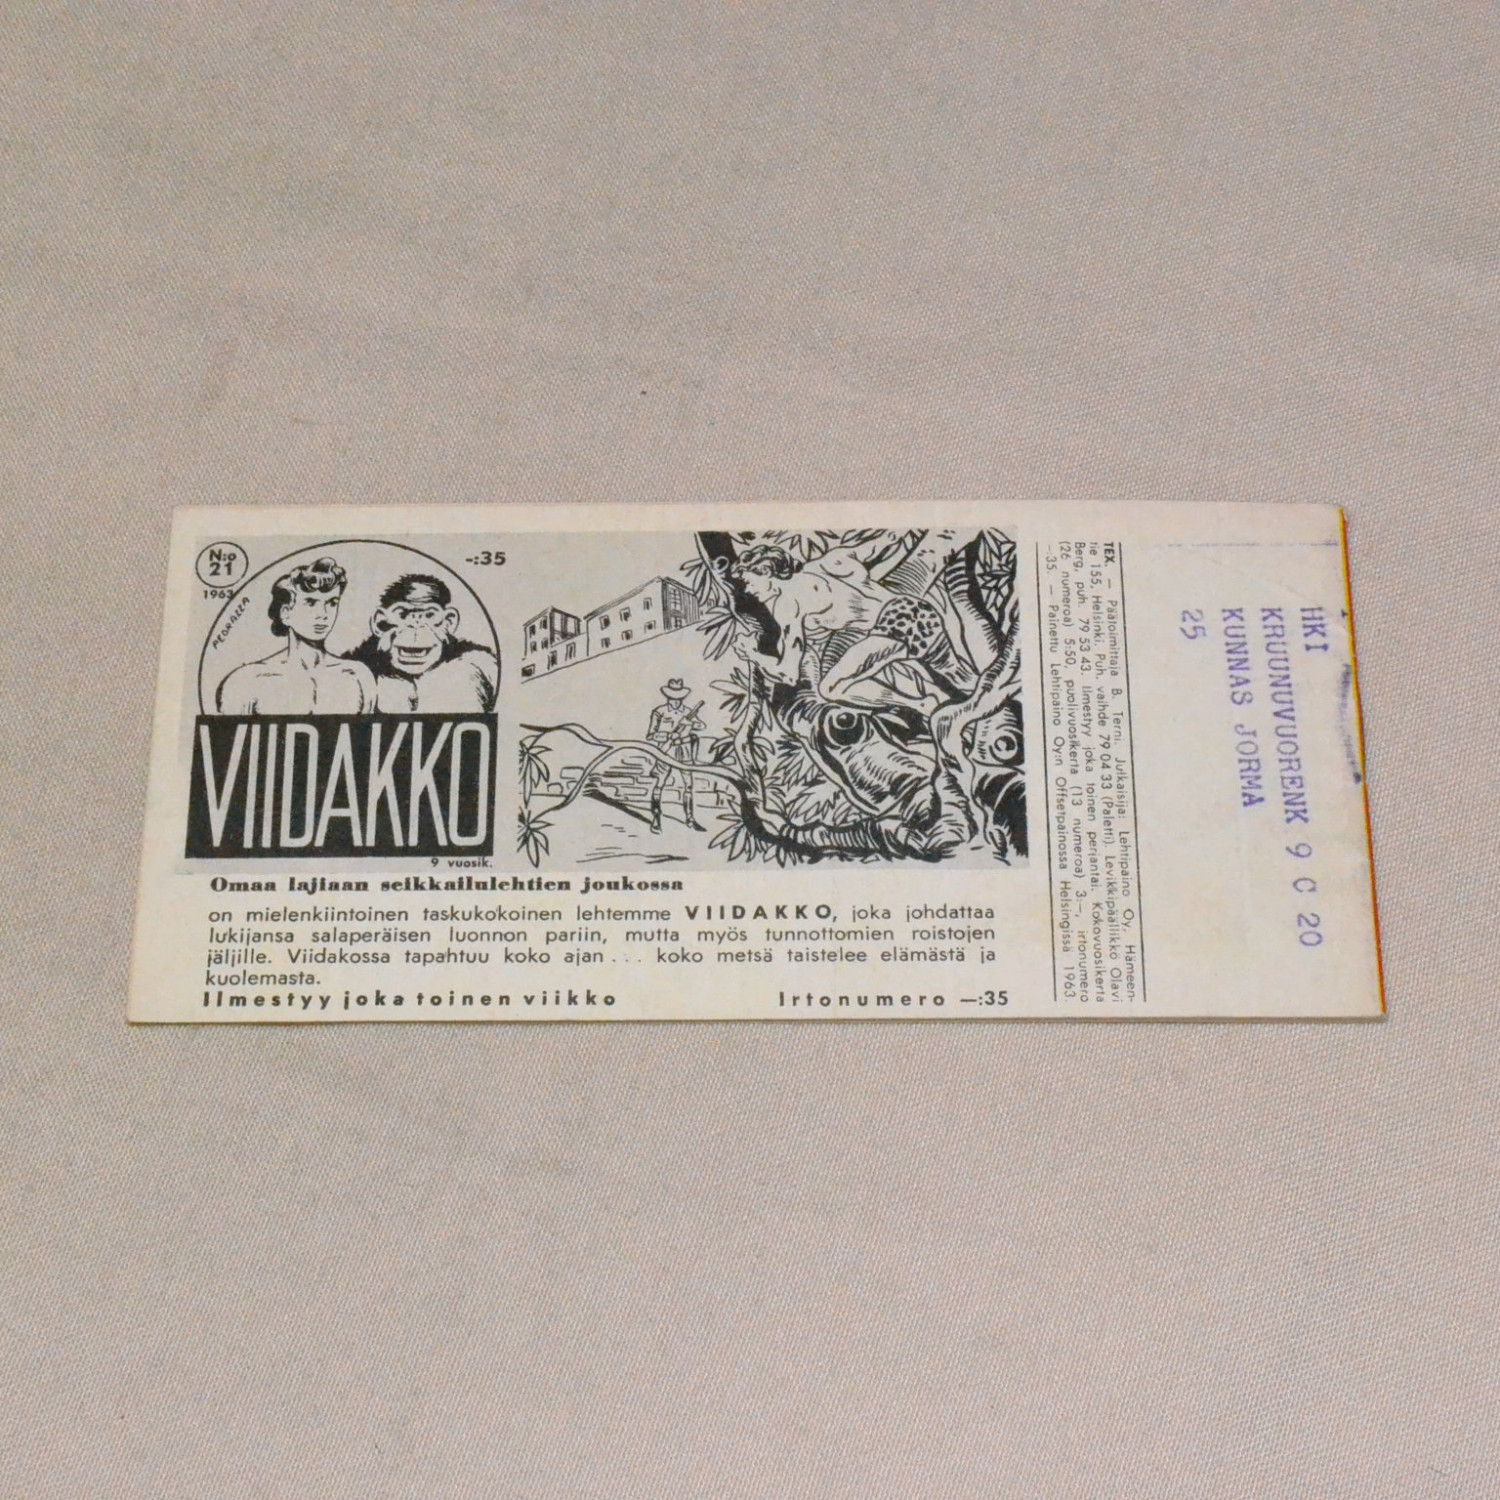 N:o
21
1963
PEDRAZZA
-:35
VIIDAKKO
9 vuosik.
Omaa lajiaan seikkailulehtien joukossa
on mielenkiintoinen taskukokoinen lehtemme VIIDAKKO, joka johdattaa
lukijansa salaperäisen luonnon pariin, mutta myös tunnottomien roistojen
jäljille. Viidakossa tapahtuu koko ajan... koko metsä taistelee elämästä ja
kuolemasta.
Ilmestyy joka toinen viikko Irtonumero —:35
TEX. — Päätoimittaja B. Terni. Julkaisija: Lehtipaino Oy, Hämeen-
tie 155, Helsinki. Puh. vaihde 79 04 33 (Paletti). Levikkipäällikkö Olavi
Berg, puh. 79 53 43. Ilmestyy joka toinen perjantai. Kokovuosikerta
(26 numeroa) 5:50, puolivuosikerta (13 numeroa) 3:—, irtonumero
—:35. — Painettu Lehtipaino Oy:n Offsetpainossa Helsingissä 1963.
HKI
KRUUNUVUORENK 9 C 20
KUNNAS JORMA
25